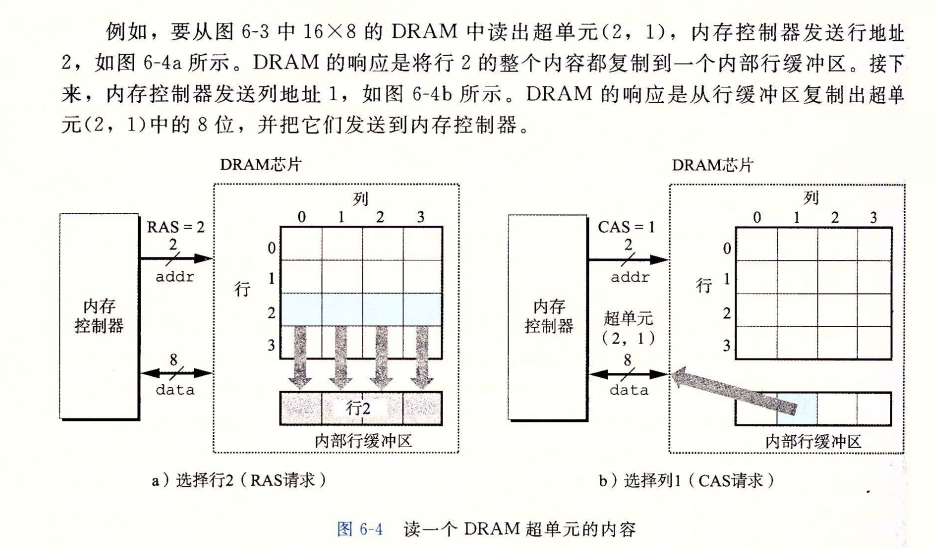 例如，要从图 6-3 中 16×8 的 DRAM 中读出超单元(2，1)，内存控制器发送行地址
2，如图 6-4a 所示。DRAM 的响应是将行 2 的整个内容都复制到一个内部行缓冲区。接下
来，内存控制器发送列地址 1，如图 6-4b 所示。DRAM 的响应是从行缓冲区复制出超单
元(2，1)中的 8 位，并把它们发送到内存控制器。
DRAM芯片
列
0 1 2 3
RAS = 2
2
addr
行
0
1
2
3
内存
控制器
8
data
行2
内部行缓冲区
a）选择行2（RAS请求）
DRAM芯片
列
0 1 2 3
CAS = 1
2
addr
行
0
1
2
3
内存
控制器
超单元
（2，1）
8
data
内部行缓冲区
b）选择列1（CAS请求）
图 6-4 读一个 DRAM 超单元的内容